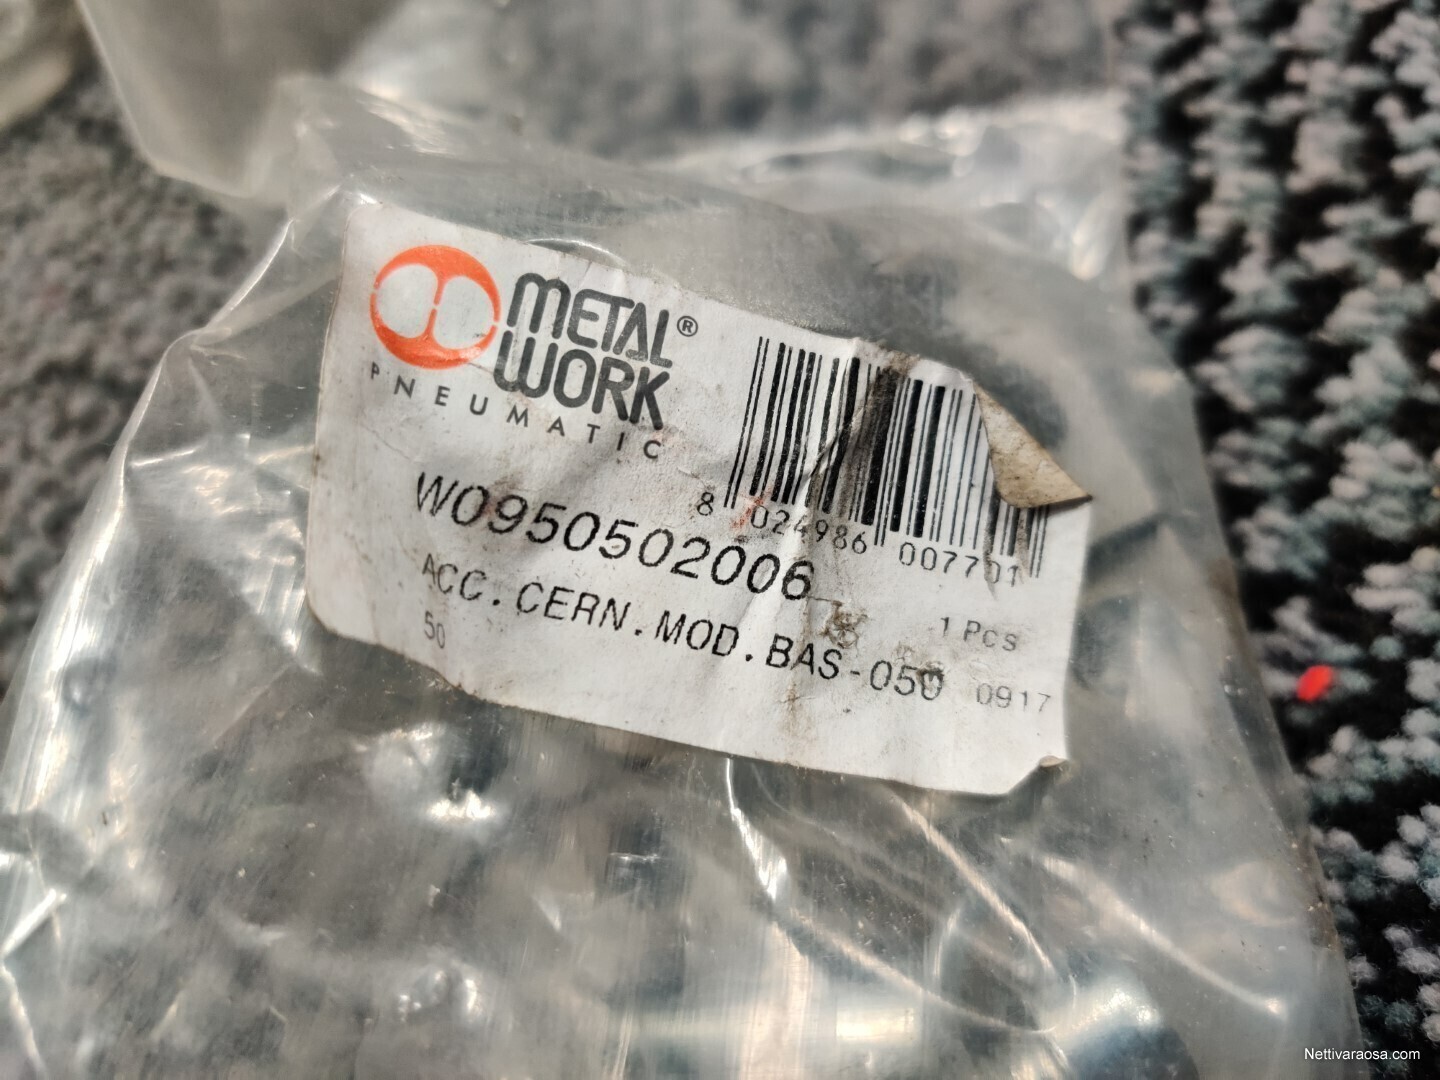 METAL®
WORK
PNEUMATIC
8 024986 007701
W0950502006
1 Pcs
ACC.CERN.MOD.BAS-050
0917
50
Nettivaraosa.com